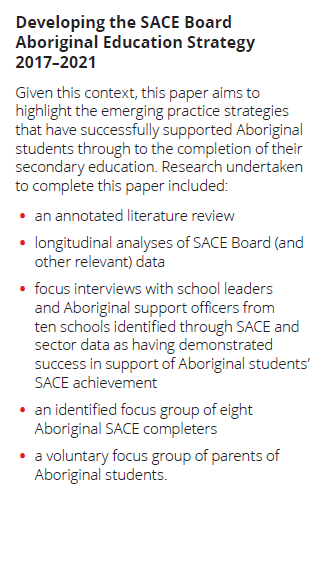 Developing the SACE Board
Aboriginal Education Strategy
2017–2021
Given this context, this paper aims to
highlight the emerging practice strategies
that have successfully supported Aboriginal
students through to the completion of their
secondary education. Research undertaken
to complete this paper included:
• an annotated literature review
• longitudinal analyses of SACE Board (and
other relevant) data
• focus interviews with school leaders
and Aboriginal support officers from
ten schools identified through SACE and
sector data as having demonstrated
success in support of Aboriginal students’
SACE achievement
• an identified focus group of eight
Aboriginal SACE completers
• a voluntary focus group of parents of
Aboriginal students.